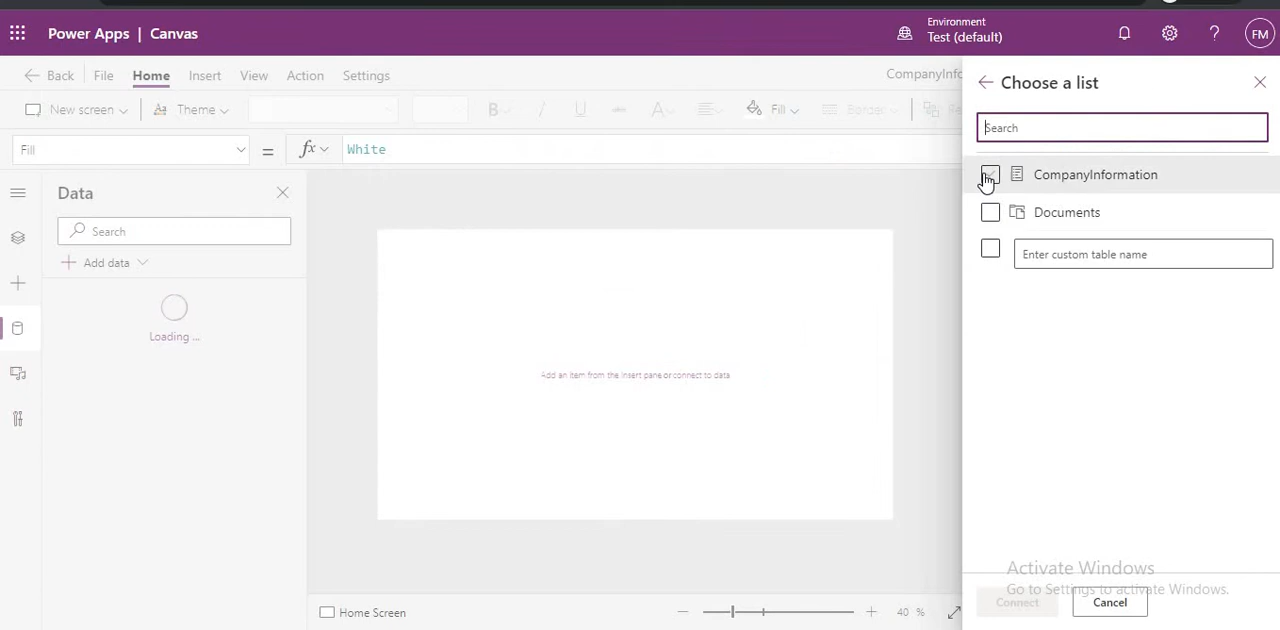 Power Apps | Canvas
Environment
Test (default)
FM
Back File Home Insert View Action Settings
CompanyInfo
New screen Theme B / U A Fill Border Re
Fill = fx White
Data
Search
Add data
Loading ...
Add an item from the Insert pane or connect to data
Home Screen
40 %
Choose a list
Search
CompanyInformation
Documents
Enter custom table name
Activate Windows
Go to Settings to activate Windows.
Connect Cancel